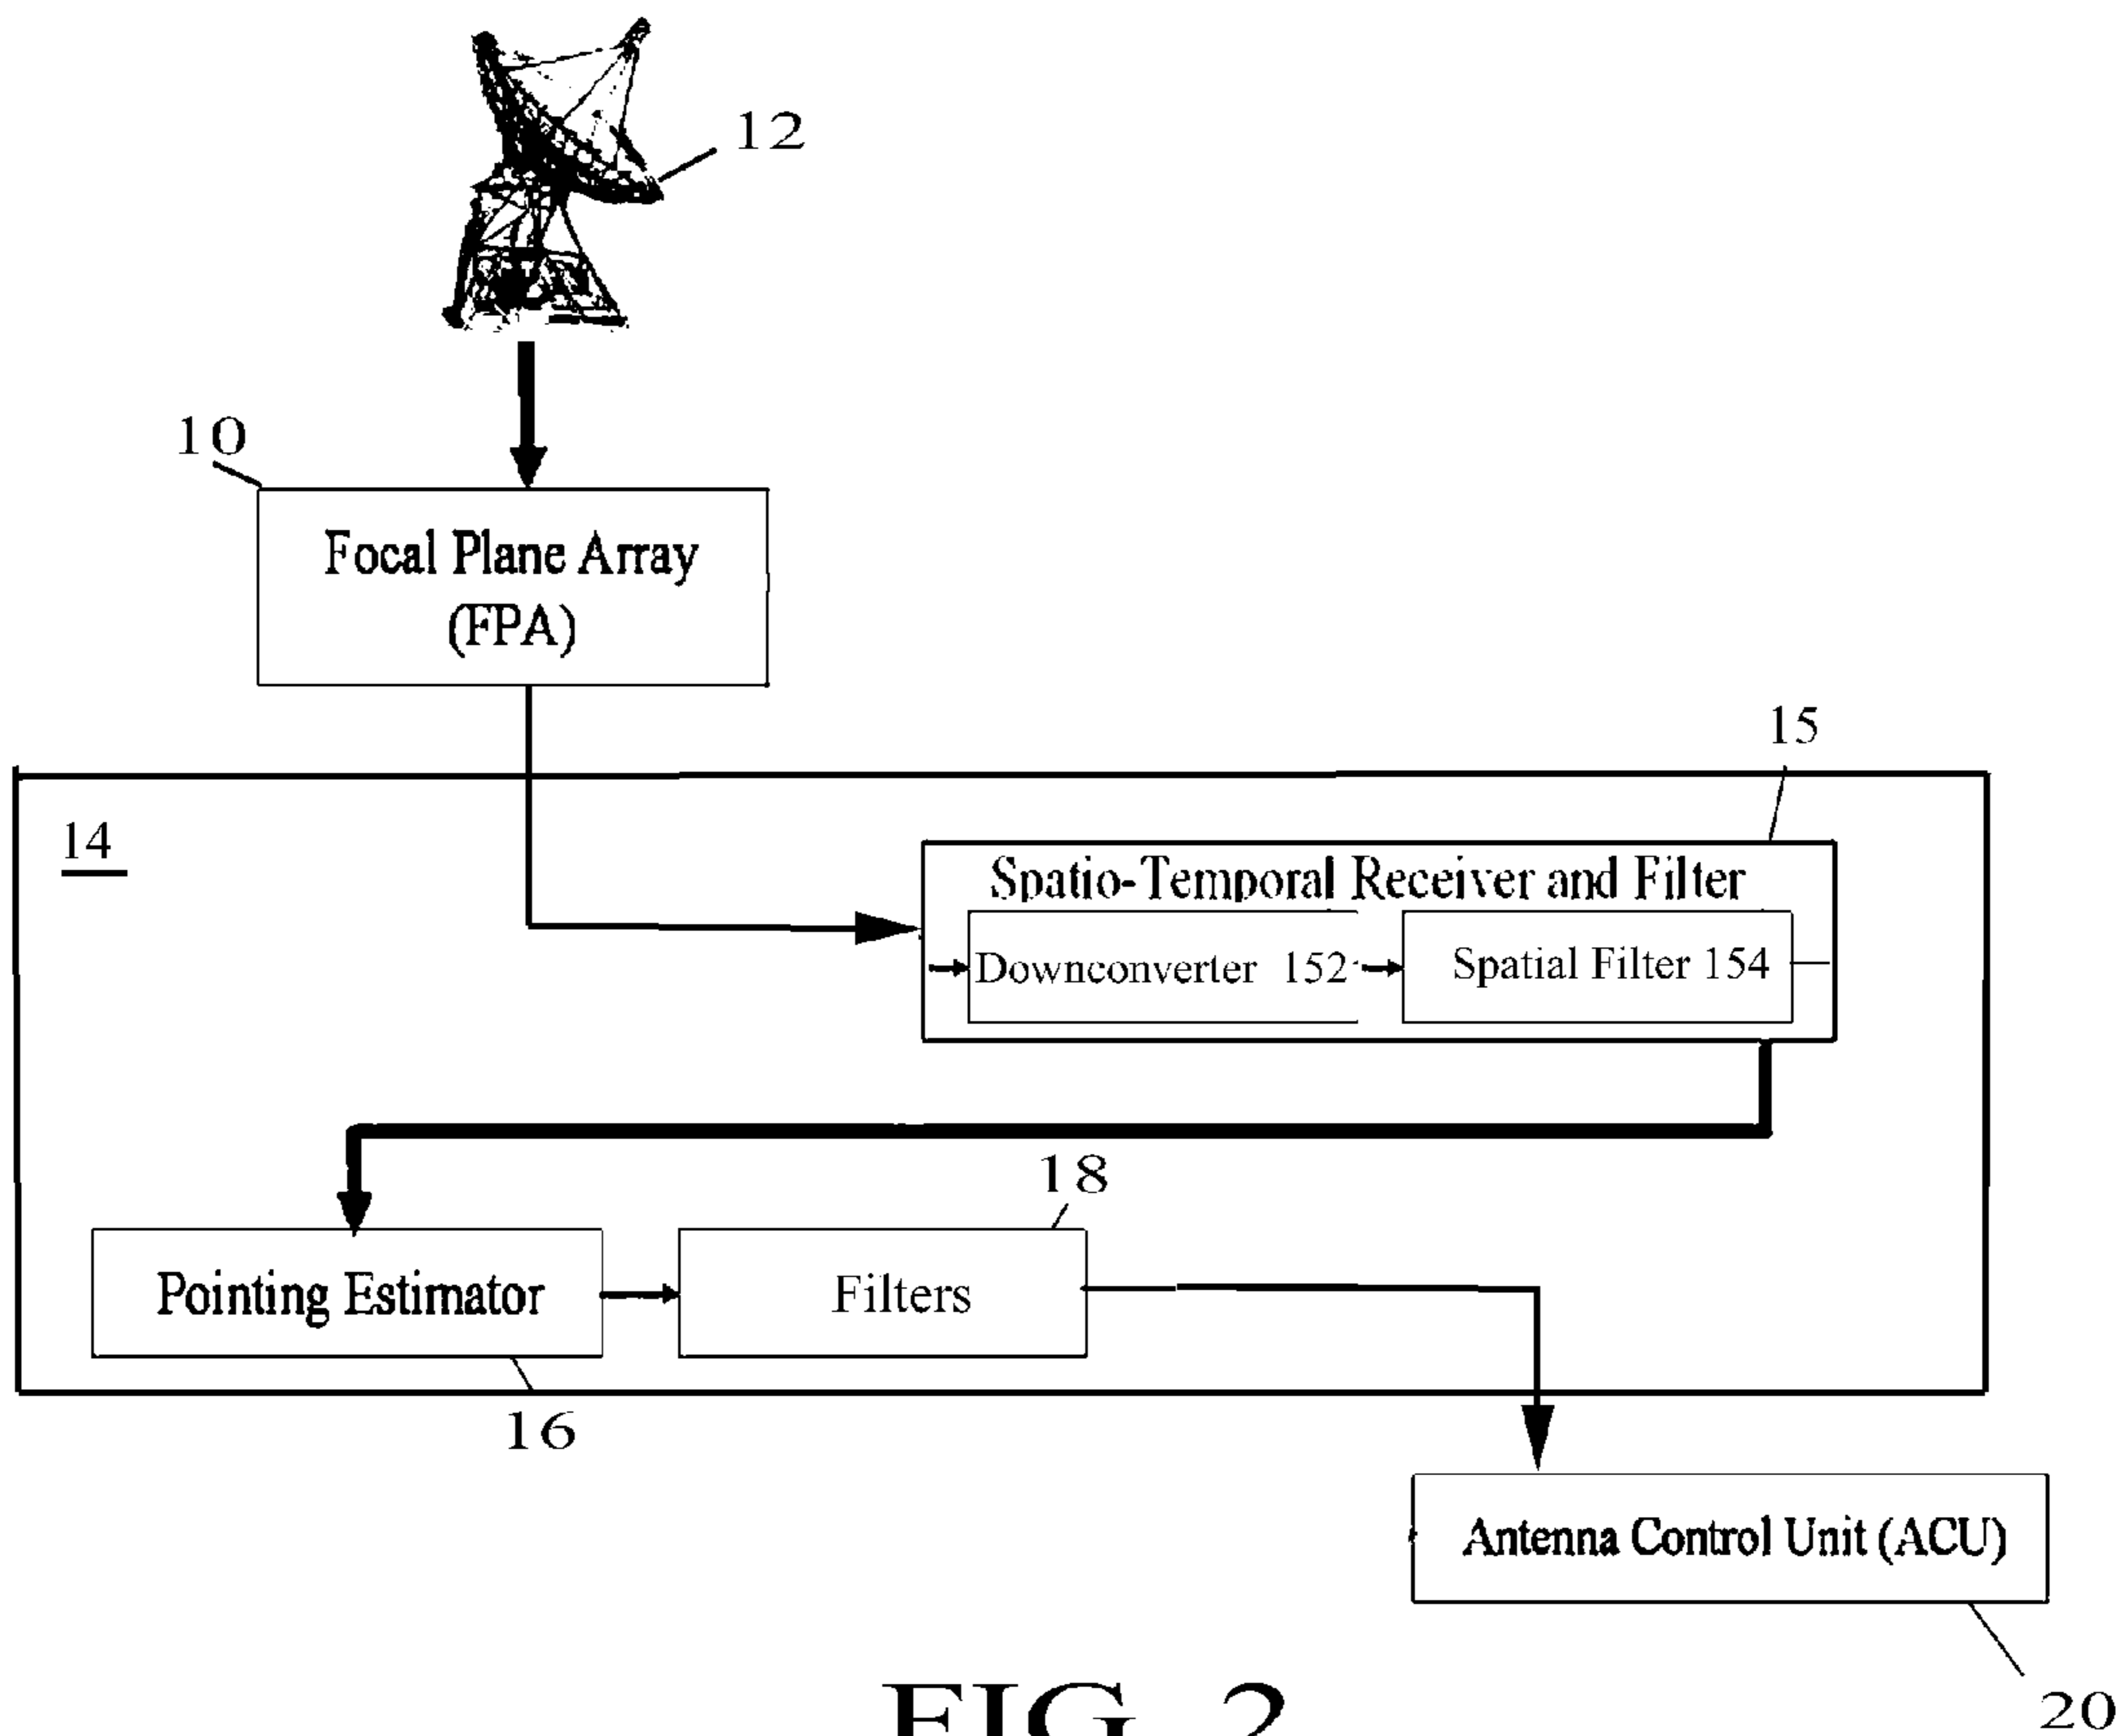 12
10
Focal Plane Array
(FPA)
15
14
Spatio-Temporal Receiver and Filter
Downconverter 152
Spatial Filter 154
18
Pointing Estimator
Filters
16
Antenna Control Unit (ACU)
20
FIG. 2